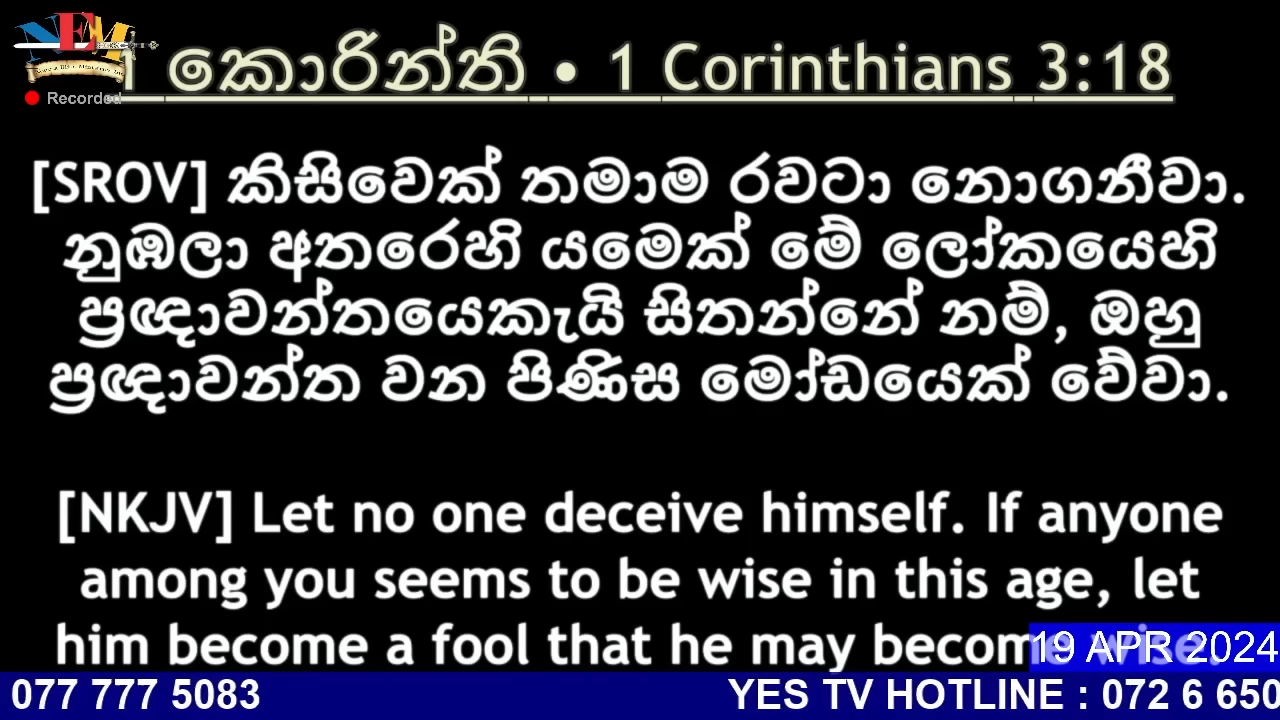 NEM
1 කොරින්ති • 1 Corinthians 3:18
Recorded
[SROV] කිසිවෙක් තමාම රවටා නොගනීවා.
නුඹලා අතරෙහි යමෙක් මේ ලෝකයෙහි
ප්‍රඥාවන්තයෙකැයි සිතන්නේ නම්, ඔහු
ප්‍රඥාවන්ත වන පිණිස මෝඩයෙක් වේවා.
[NKJV] Let no one deceive himself. If anyone
among you seems to be wise in this age, let
him become a fool that he may become wise.
19 APR 2024
077 777 5083
YES TV HOTLINE : 072 6 650